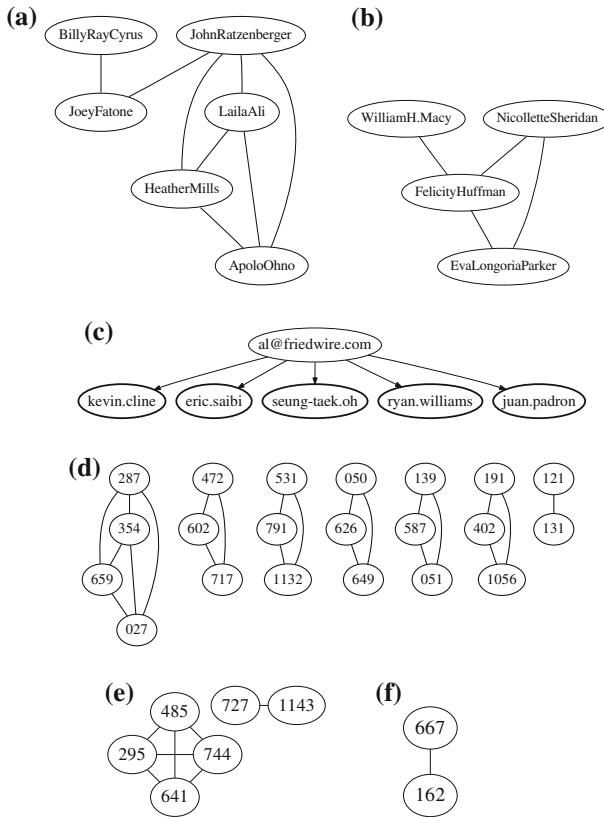 (a)
BillyRayCyrus JohnRatzenberger
JoeyFatone LailaAli
HeatherMills
ApoloOhno
(b)
WilliamH.Macy NicolletteSheridan
FelicityHuffman
EvaLongoriaParker
(c)
al@friedwire.com
kevin.cline eric.saibi seung-taek.oh ryan.williams juan.padron
(d)
287 472 531 050 139 191 121
354 602 791 626 587 402 131
659 717 1132 649 051 1056
027
(e)
485 727 1143
295 744
641
(f)
667
162